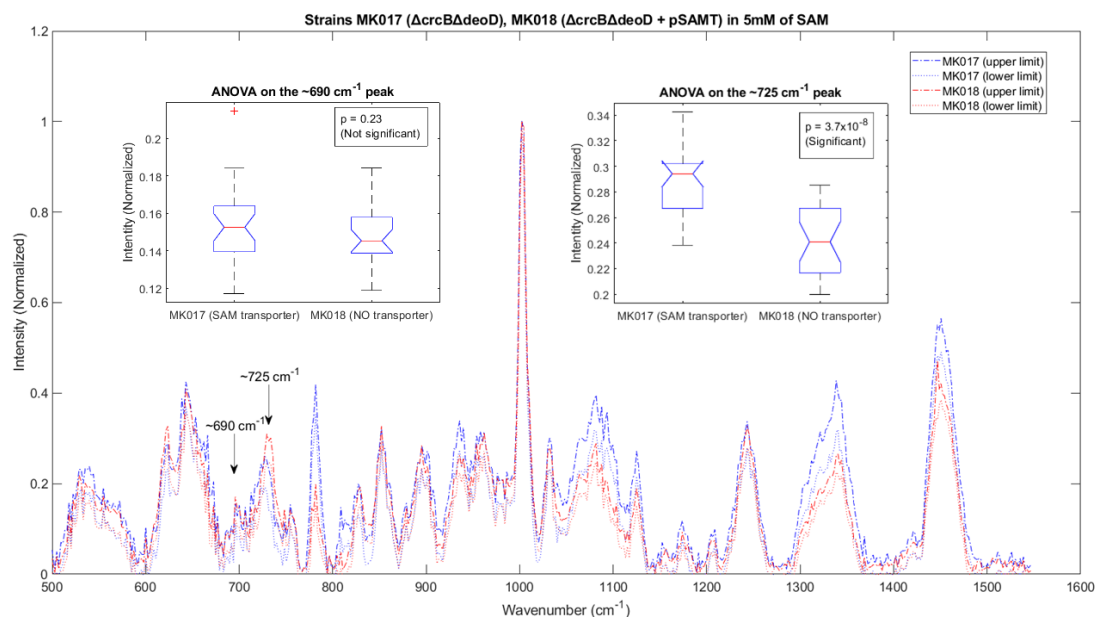 Strains MK017 (ΔcrcBΔdeoD), MK018 (ΔcrcBΔdeoD + pSAMT) in 5mM of SAM
1.2
1
0.8
0.6
0.4
0.2
0
Intensity (Normalized)
500
600
700
800
900
1000
1100
1200
1300
1400
1500
1600
Wavenumber (cm⁻¹)
MK017 (upper limit)
MK017 (lower limit)
MK018 (upper limit)
MK018 (lower limit)
ANOVA on the ~690 cm⁻¹ peak
p = 0.23
(Not significant)
0.2
0.18
0.16
0.14
0.12
Intentity (Normalized)
MK017 (SAM transporter)
MK018 (NO transporter)
ANOVA on the ~725 cm⁻¹ peak
p = 3.7x10⁻⁸
(Significant)
0.34
0.32
0.3
0.28
0.26
0.24
0.22
0.2
Intentity (Normalized)
MK017 (SAM transporter)
MK018 (NO transporter)
~725 cm⁻¹
~690 cm⁻¹